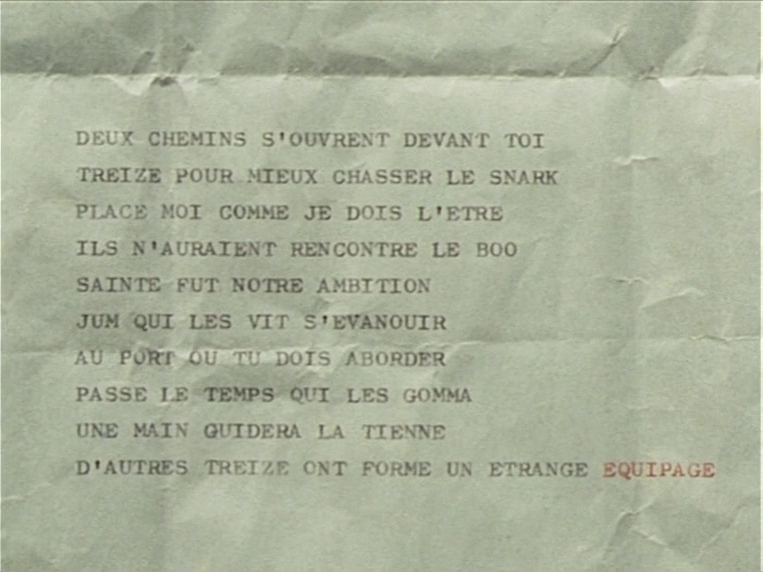 DEUX CHEMINS S'OUVRENT DEVANT TOI
TREIZE POUR MIEUX CHASSER LE SNARK
PLACE MOI COMME JE DOIS L'ETRE
ILS N'AURAIENT RENCONTRE LE BOO
SAINTE FUT NOTRE AMBITION
JUM QUI LES VIT S'EVANOUIR
AU PORT OU TU DOIS ABORDER
PASSE LE TEMPS QUI LES GOMMA
UNE MAIN GUIDERA LA TIENNE
D'AUTRES TREIZE ONT FORME UN ETRANGE EQUIPAGE